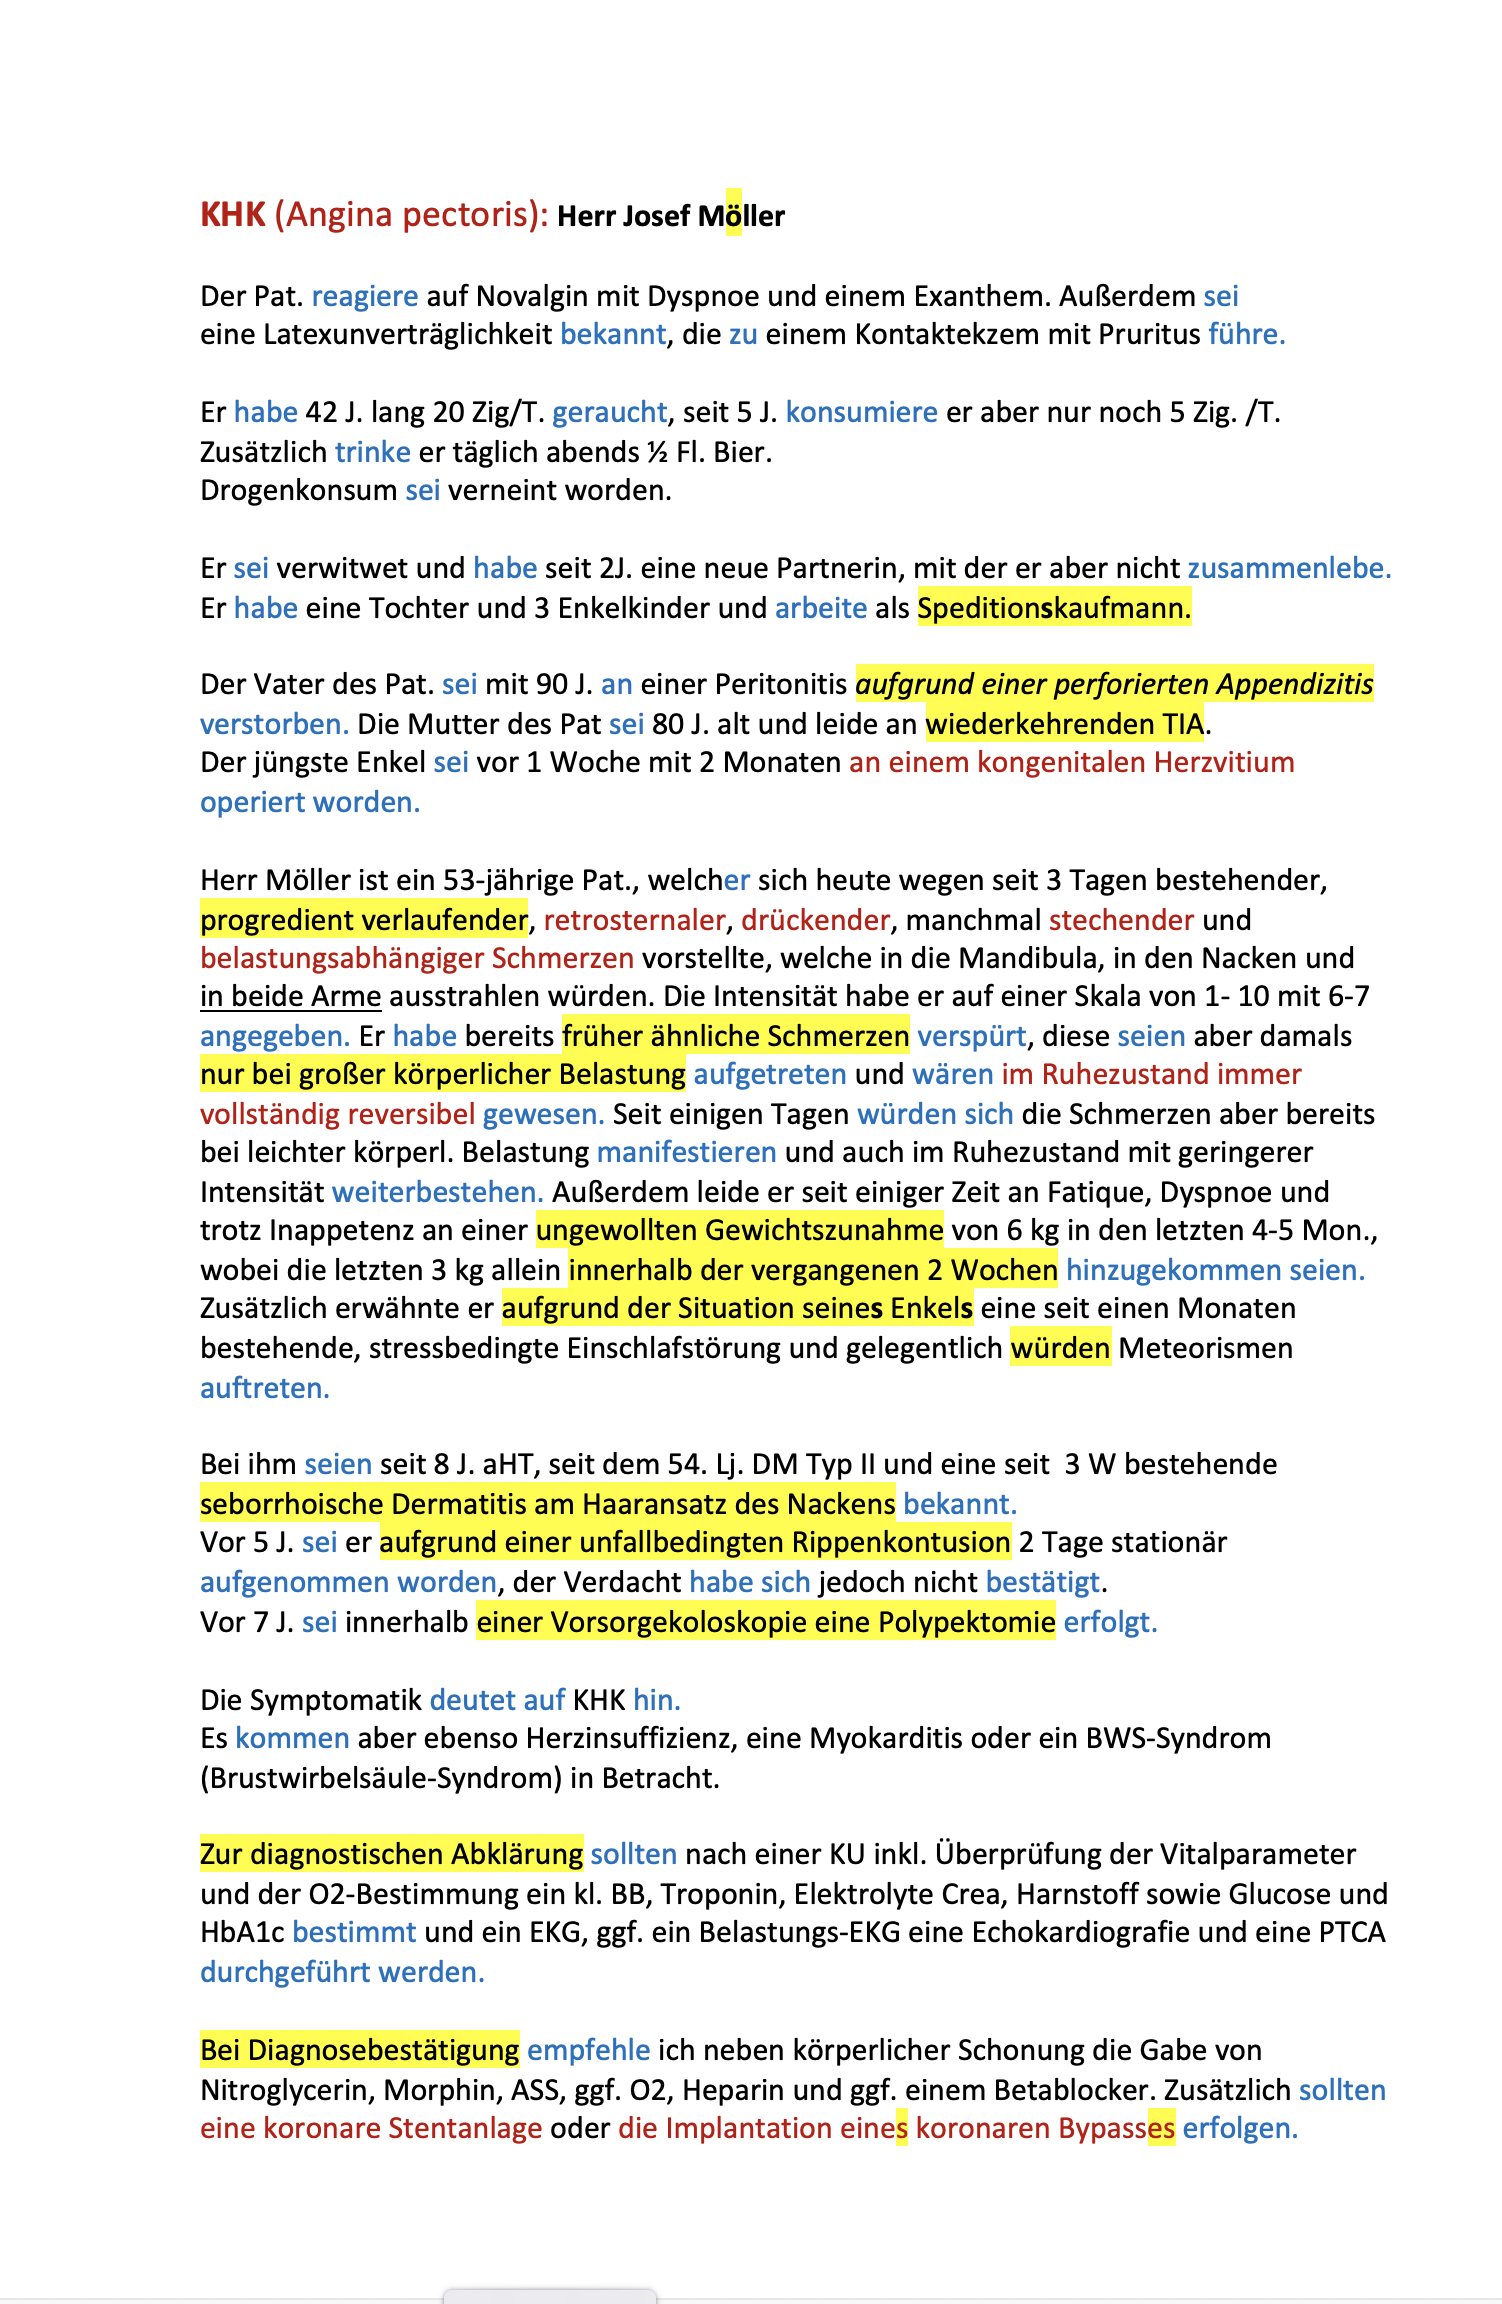 KHK (Angina pectoris): Herr Josef Möller
Der Pat. reagiere auf Novalgin mit Dyspnoe und einem Exanthem. Außerdem sei
eine Latexunverträglichkeit bekannt, die zu einem Kontaktekzem mit Pruritus führe.
Er habe 42 J. lang 20 Zig/T. geraucht, seit 5 J. konsumiere er aber nur noch 5 Zig. /T.
Zusätzlich trinke er täglich abends ½ Fl. Bier.
Drogenkonsum sei verneint worden.
Er sei verwitwet und habe seit 2J. eine neue Partnerin, mit der er aber nicht zusammenlebe.
Er habe eine Tochter und 3 Enkelkinder und arbeite als Speditionskaufmann.
Der Vater des Pat. sei mit 90 J. an einer Peritonitis aufgrund einer perforierten Appendizitis
verstorben. Die Mutter des Pat sei 80 J. alt und leide an wiederkehrenden TIA.
Der jüngste Enkel sei vor 1 Woche mit 2 Monaten an einem kongenitalen Herzvitium
operiert worden.
Herr Möller ist ein 53-jährige Pat., welcher sich heute wegen seit 3 Tagen bestehender,
progredient verlaufender, retrosternaler, drückender, manchmal stechender und
belastungsabhängiger Schmerzen vorstellte, welche in die Mandibula, in den Nacken und
in beide Arme ausstrahlen würden. Die Intensität habe er auf einer Skala von 1- 10 mit 6-7
angegeben. Er habe bereits früher ähnliche Schmerzen verspürt, diese seien aber damals
nur bei großer körperlicher Belastung aufgetreten und wären im Ruhezustand immer
vollständig reversibel gewesen. Seit einigen Tagen würden sich die Schmerzen aber bereits
bei leichter körperl. Belastung manifestieren und auch im Ruhezustand mit geringerer
Intensität weiterbestehen. Außerdem leide er seit einiger Zeit an Fatique, Dyspnoe und
trotz Inappetenz an einer ungewollten Gewichtszunahme von 6 kg in den letzten 4-5 Mon.,
wobei die letzten 3 kg allein innerhalb der vergangenen 2 Wochen hinzugekommen seien.
Zusätzlich erwähnte er aufgrund der Situation seines Enkels eine seit einen Monaten
bestehende, stressbedingte Einschlafstörung und gelegentlich würden Meteorismen
auftreten.
Bei ihm seien seit 8 J. aHT, seit dem 54. Lj. DM Typ II und eine seit  3 W bestehende
seborrhoische Dermatitis am Haaransatz des Nackens bekannt.
Vor 5 J. sei er aufgrund einer unfallbedingten Rippenkontusion 2 Tage stationär
aufgenommen worden, der Verdacht habe sich jedoch nicht bestätigt.
Vor 7 J. sei innerhalb einer Vorsorgekoloskopie eine Polypektomie erfolgt.
Die Symptomatik deutet auf KHK hin.
Es kommen aber ebenso Herzinsuffizienz, eine Myokarditis oder ein BWS-Syndrom
(Brustwirbelsäule-Syndrom) in Betracht.
Zur diagnostischen Abklärung sollten nach einer KU inkl. Überprüfung der Vitalparameter
und der O2-Bestimmung ein kl. BB, Troponin, Elektrolyte Crea, Harnstoff sowie Glucose und
HbA1c bestimmt und ein EKG, ggf. ein Belastungs-EKG eine Echokardiografie und eine PTCA
durchgeführt werden.
Bei Diagnosebestätigung empfehle ich neben körperlicher Schonung die Gabe von
Nitroglycerin, Morphin, ASS, ggf. O2, Heparin und ggf. einem Betablocker. Zusätzlich sollten
eine koronare Stentanlage oder die Implantation eines koronaren Bypasses erfolgen.